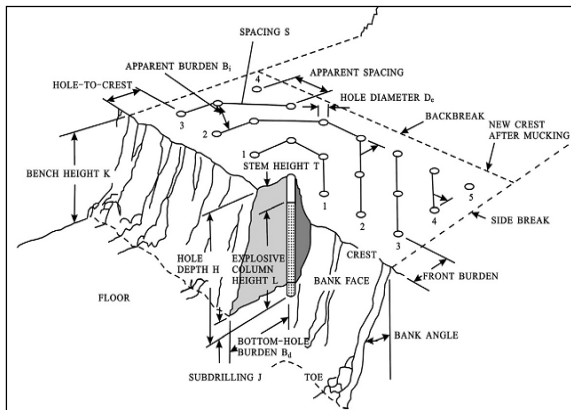 SPACING S
APPARENT BURDEN Bi
4
APPARENT SPACING
HOLE-TO-CREST
HOLE DIAMETER De
3
2
BACKBREAK
NEW CREST
AFTER MUCKING
1
STEM HEIGHT T
BENCH HEIGHT K
1
2
3
4
5
SIDE BREAK
CREST
FRONT BURDEN
HOLE
DEPTH H
EXPLOSIVE
COLUMN
HEIGHT L
BANK FACE
FLOOR
BANK ANGLE
BOTTOM-HOLE
BURDEN Bd
SUBDRILLING J
TOE